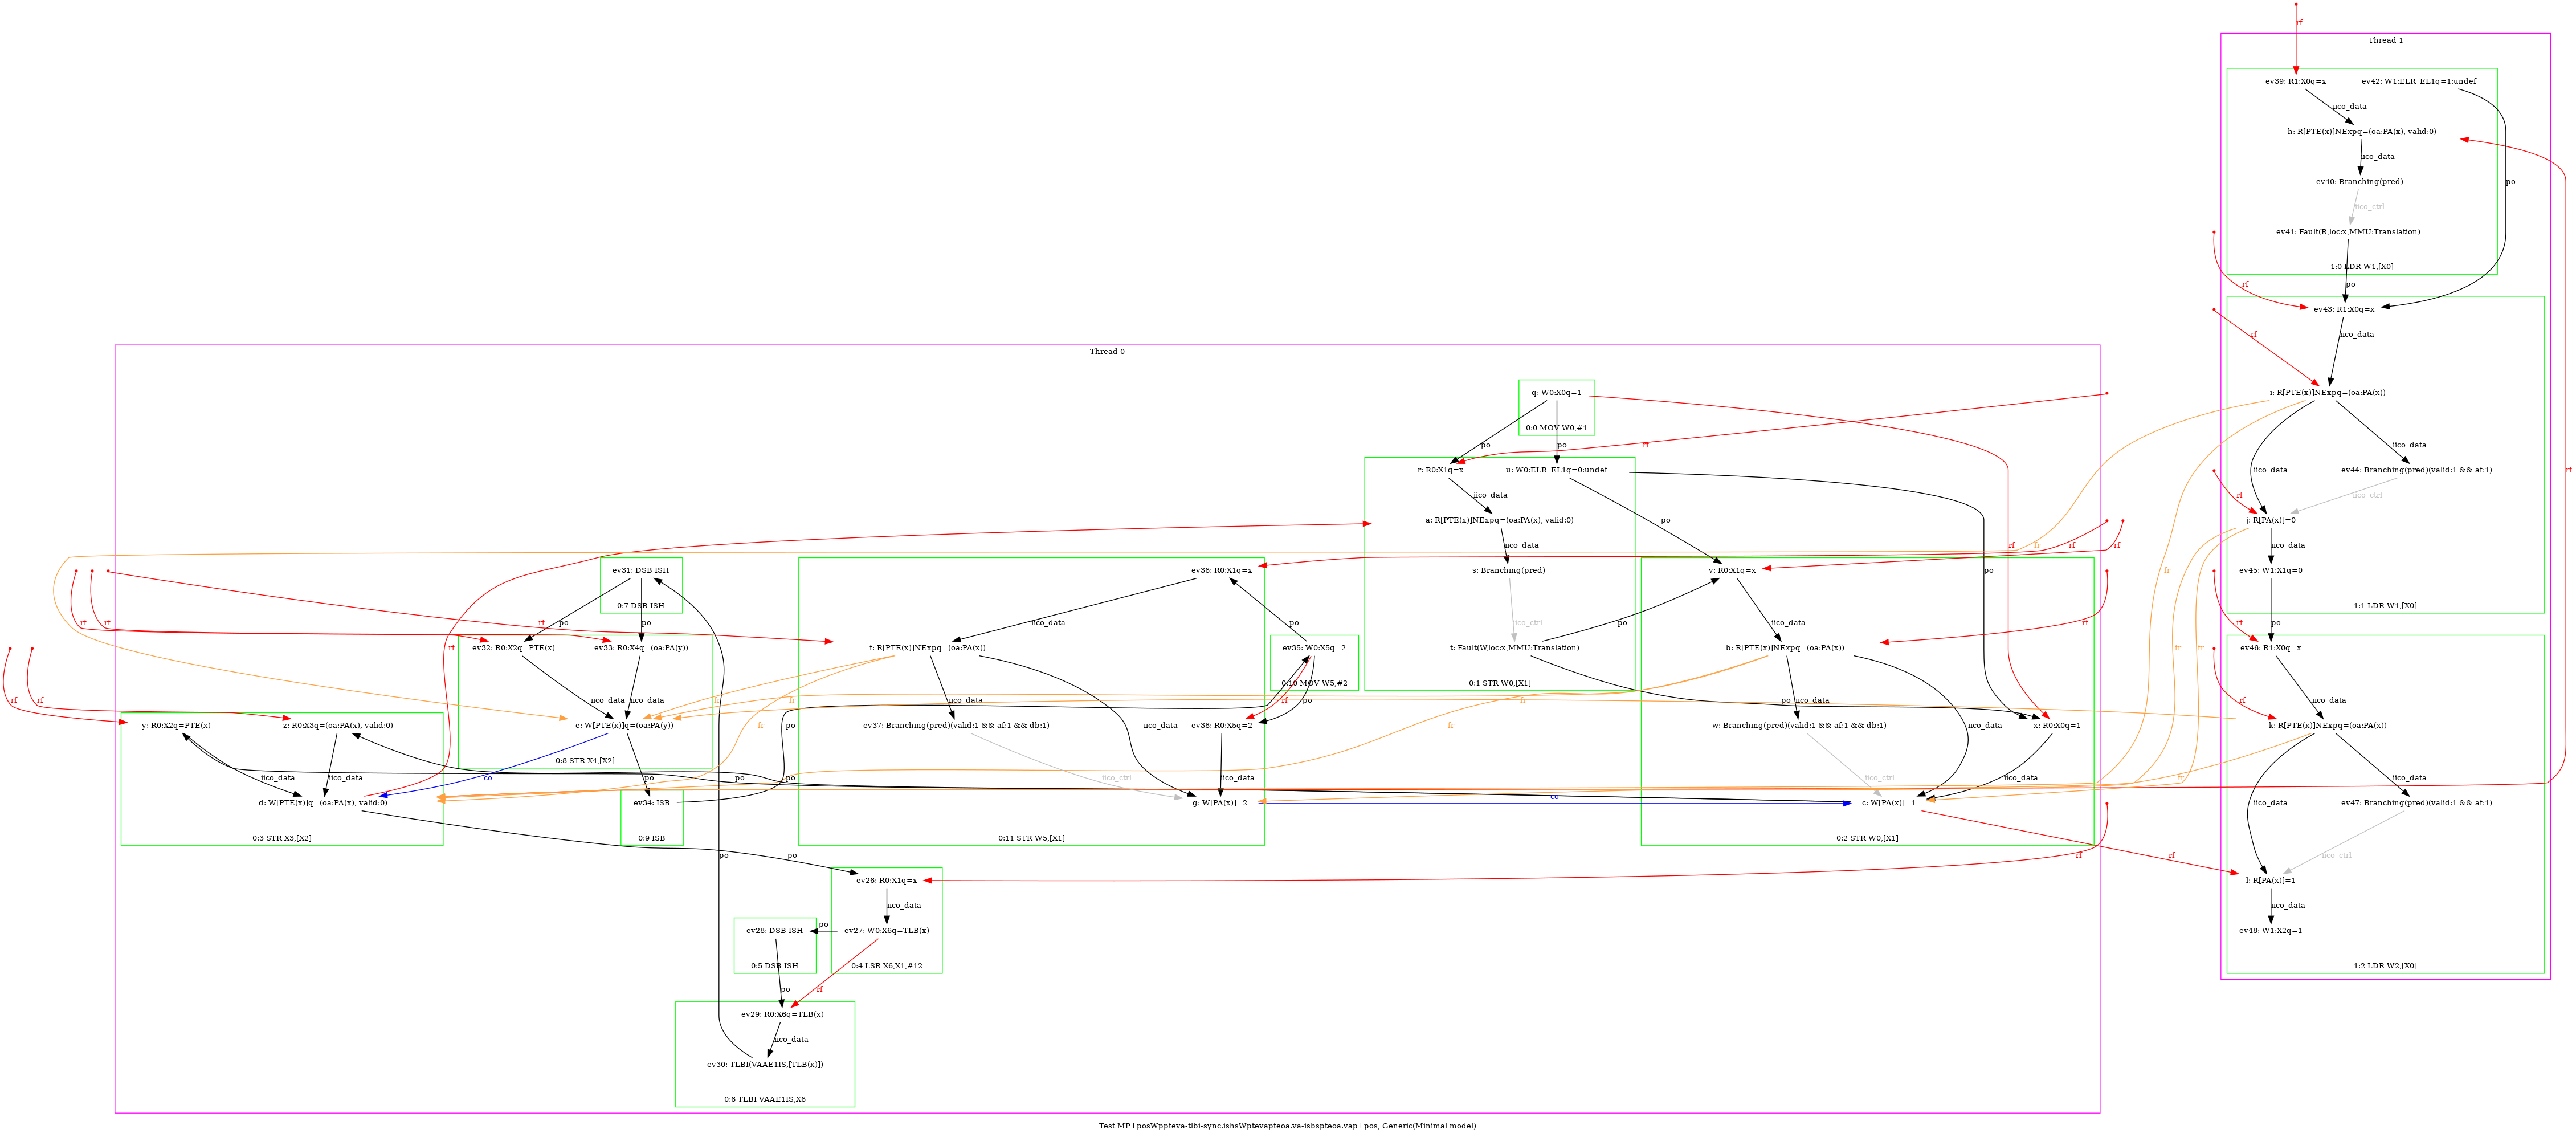 rf
Thread 1
ev39: R1:X0q=x
ev42: W1:ELR_EL1q=1:undef
iico_data
h: R[PTE(x)]NExpq=(oa:PA(x), valid:0)
iico_data
ev40: Branching(pred)
po
iico_ctrl
ev41: Fault(R,loc:x,MMU:Translation)
1:0 LDR W1,[X0]
rf
po
ev43: R1:X0q=x
rf
iico_data
i: R[PTE(x)]NExpq=(oa:PA(x))
iico_data
iico_data
ev44: Branching(pred)(valid:1 && af:1)
rf
rf
iico_ctrl
j: R[PA(x)]=0
fr
iico_data
fr
ev45: W1:X1q=0
1:1 LDR W1,[X0]
rf
po
fr
fr
ev46: R1:X0q=x
rf
iico_data
k: R[PTE(x)]NExpq=(oa:PA(x))
fr
iico_data
iico_data
ev47: Branching(pred)(valid:1 && af:1)
rf
iico_ctrl
l: R[PA(x)]=1
iico_data
ev48: W1:X2q=1
1:2 LDR W2,[X0]
Thread 0
q: W0:X0q=1
0:0 MOV W0,#1
po
po
rf
r: R0:X1q=x
u: W0:ELR_EL1q=0:undef
iico_data
a: R[PTE(x)]NExpq=(oa:PA(x), valid:0)
po
iico_data
rf
rf
rf
s: Branching(pred)
po
iico_ctrl
po
t: Fault(W,loc:x,MMU:Translation)
0:1 STR W0,[X1]
v: R0:X1q=x
rf
iico_data
b: R[PTE(x)]NExpq=(oa:PA(x))
po
iico_data
iico_data
w: Branching(pred)(valid:1 && af:1 && db:1)
x: R0:X0q=1
iico_ctrl
iico_data
c: W[PA(x)]=1
0:2 STR W0,[X1]
ev31: DSB ISH
0:7 DSB ISH
rf
po
po
rf
rf
rf
ev32: R0:X2q=PTE(x)
ev33: R0:X4q=(oa:PA(y))
iico_data
iico_data
e: W[PTE(x)]q=(oa:PA(y))
0:8 STR X4,[X2]
ev36: R0:X1q=x
iico_data
po
f: R[PTE(x)]NExpq=(oa:PA(x))
ev35: W0:X5q=2
0:10 MOV W5,#2
fr
fr
fr
fr
iico_data
iico_data
rf
po
ev37: Branching(pred)(valid:1 && af:1 && db:1)
ev38: R0:X5q=2
iico_ctrl
iico_data
g: W[PA(x)]=2
0:11 STR W5,[X1]
co
rf
rf
y: R0:X2q=PTE(x)
z: R0:X3q=(oa:PA(x), valid:0)
co
po
iico_data
iico_data
po
po
po
d: W[PTE(x)]q=(oa:PA(x), valid:0)
0:3 STR X3,[X2]
ev34: ISB
0:9 ISB
po
po
rf
ev26: R0:X1q=x
iico_data
ev27: W0:X6q=TLB(x)
0:4 LSR X6,X1,#12
po
ev28: DSB ISH
0:5 DSB ISH
po
rf
ev29: R0:X6q=TLB(x)
iico_data
ev30: TLBI(VAAE1IS,[TLB(x)])
0:6 TLBI VAAE1IS,X6
Test MP+posWppteva-tlbi-sync.ishsWptevapteoa.va-isbspteoa.vap+pos, Generic(Minimal model)